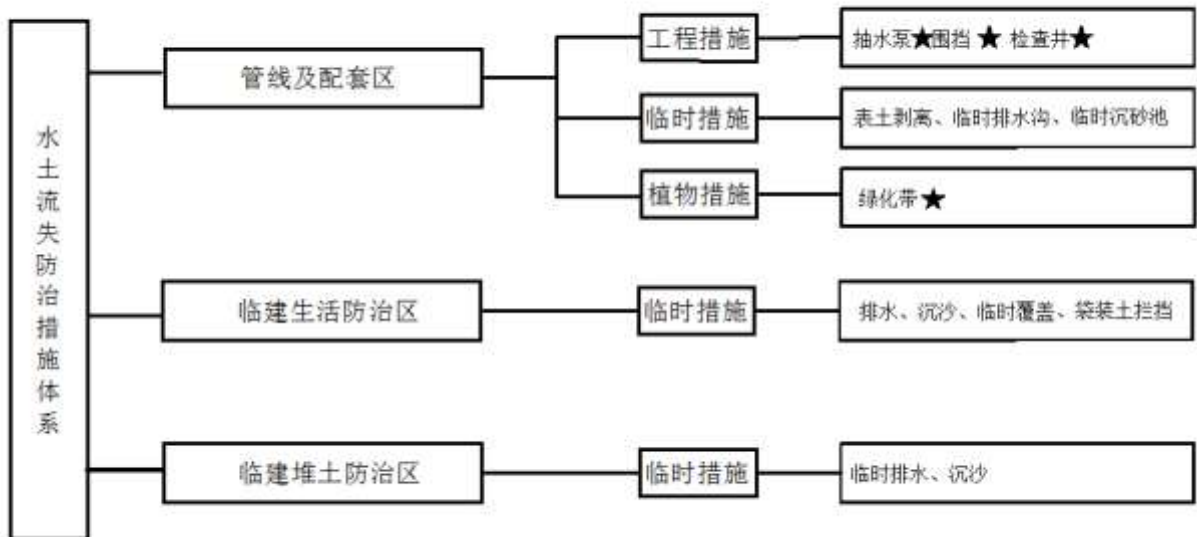 水土流失防治措施体系
管线及配套区
工程措施
抽水泵★围挡 ★ 检查井★
临时措施
表土剥离、临时排水沟、临时沉砂池
植物措施
绿化带★
临建生活防治区
临时措施
排水、沉沙、临时覆盖、袋装土拦挡
临建堆土防治区
临时措施
临时排水、沉沙